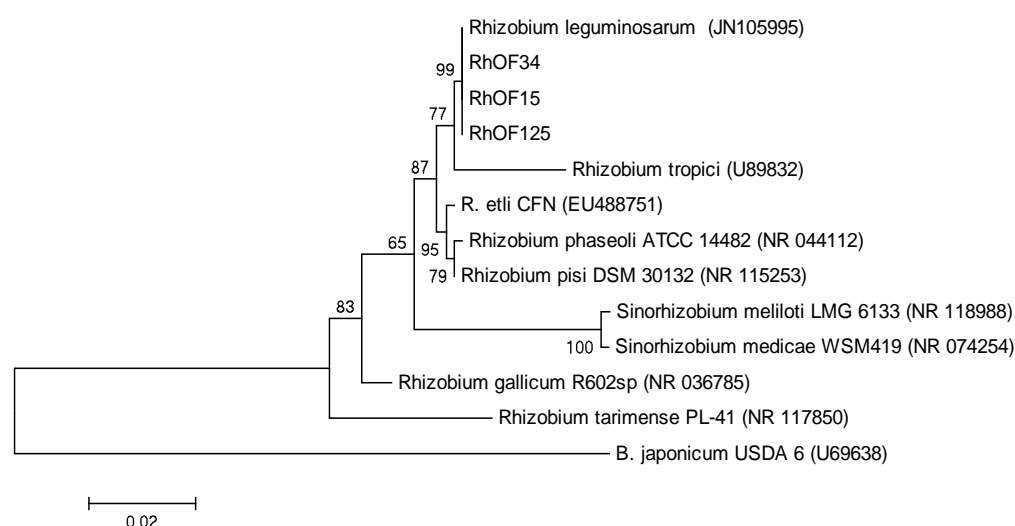 Rhizobium leguminosarum (JN105995)
RhOF34
99
RhOF15
77
RhOF125
87
Rhizobium tropici (U89832)
R. etli CFN (EU488751)
65
95
Rhizobium phaseoli ATCC 14482 (NR 044112)
79
Rhizobium pisi DSM 30132 (NR 115253)
83
Sinorhizobium meliloti LMG 6133 (NR 118988)
100
Sinorhizobium medicae WSM419 (NR 074254)
Rhizobium gallicum R602sp (NR 036785)
Rhizobium tarimense PL-41 (NR 117850)
B. japonicum USDA 6 (U69638)
0.02